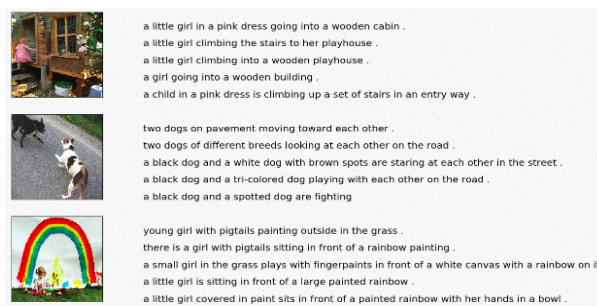 a little girl in a pink dress going into a wooden cabin .
a little girl climbing the stairs to her playhouse .
a little girl climbing into a wooden playhouse .
a girl going into a wooden building .
a child in a pink dress is climbing up a set of stairs in an entry way .
two dogs on pavement moving toward each other .
two dogs of different breeds looking at each other on the road .
a black dog and a white dog with brown spots are staring at each other in the street .
a black dog and a tri-colored dog playing with each other on the road .
a black dog and a spotted dog are fighting
young girl with pigtails painting outside in the grass .
there is a girl with pigtails sitting in front of a rainbow painting .
a small girl in the grass plays with fingerpaints in front of a white canvas with a rainbow on
a little girl is sitting in front of a large painted rainbow .
a little girl covered in paint sits in front of a painted rainbow with her hands in a bowl .